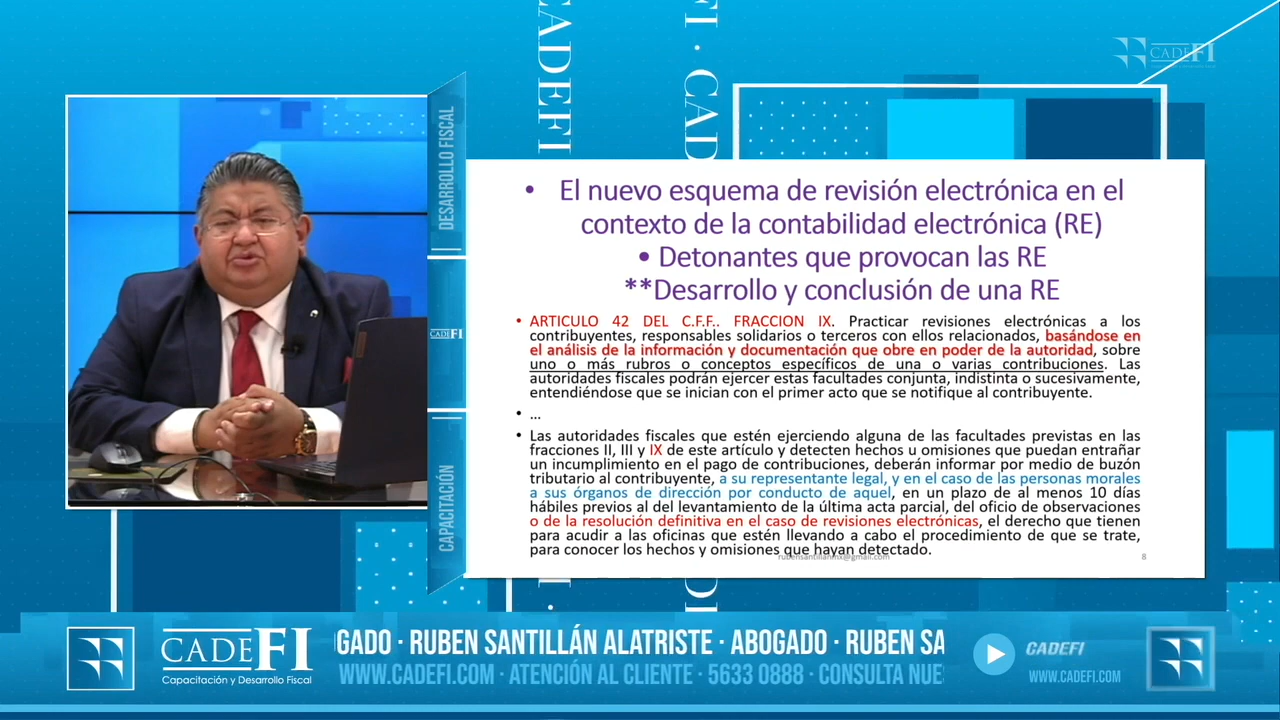 CADEFI
FI · CAD
CADEFI
DESARROLLO FISCAL
CADEFI
CAPACITACIÓN
• El nuevo esquema de revisión electrónica en el
contexto de la contabilidad electrónica (RE)
• Detonantes que provocan las RE
**Desarrollo y conclusión de una RE
• ARTICULO 42 DEL C.F.F.. FRACCION IX. Practicar revisiones electrónicas a los
contribuyentes, responsables solidarios o terceros con ellos relacionados, basándose en
el análisis de la información y documentación que obre en poder de la autoridad, sobre
uno o más rubros o conceptos específicos de una o varias contribuciones. Las
autoridades fiscales podrán ejercer estas facultades conjunta, indistinta o sucesivamente,
entendiéndose que se inician con el primer acto que se notifique al contribuyente.
• ...
• Las autoridades fiscales que estén ejerciendo alguna de las facultades previstas en las
fracciones II, III y IX de este artículo y detecten hechos u omisiones que puedan entrañar
un incumplimiento en el pago de contribuciones, deberán informar por medio de buzón
tributario al contribuyente, a su representante legal, y en el caso de las personas morales
a sus órganos de dirección por conducto de aquel, en un plazo de al menos 10 días
hábiles previos al del levantamiento de la última acta parcial, del oficio de observaciones
o de la resolución definitiva en el caso de revisiones electrónicas, el derecho que tienen
para acudir a las oficinas que estén llevando a cabo el procedimiento de que se trate,
para conocer los hechos y omisiones que hayan detectado.
rubensantillanmx@gmail.com
8
CADEFI
Capacitación y Desarrollo Fiscal
GADO · RUBEN SANTILLÁN ALATRISTE · ABOGADO · RUBEN SA
WWW.CADEFI.COM · ATENCIÓN AL CLIENTE · 5633 0888 · CONSULTA NUE
CADEFI
WWW.CADEFI.COM